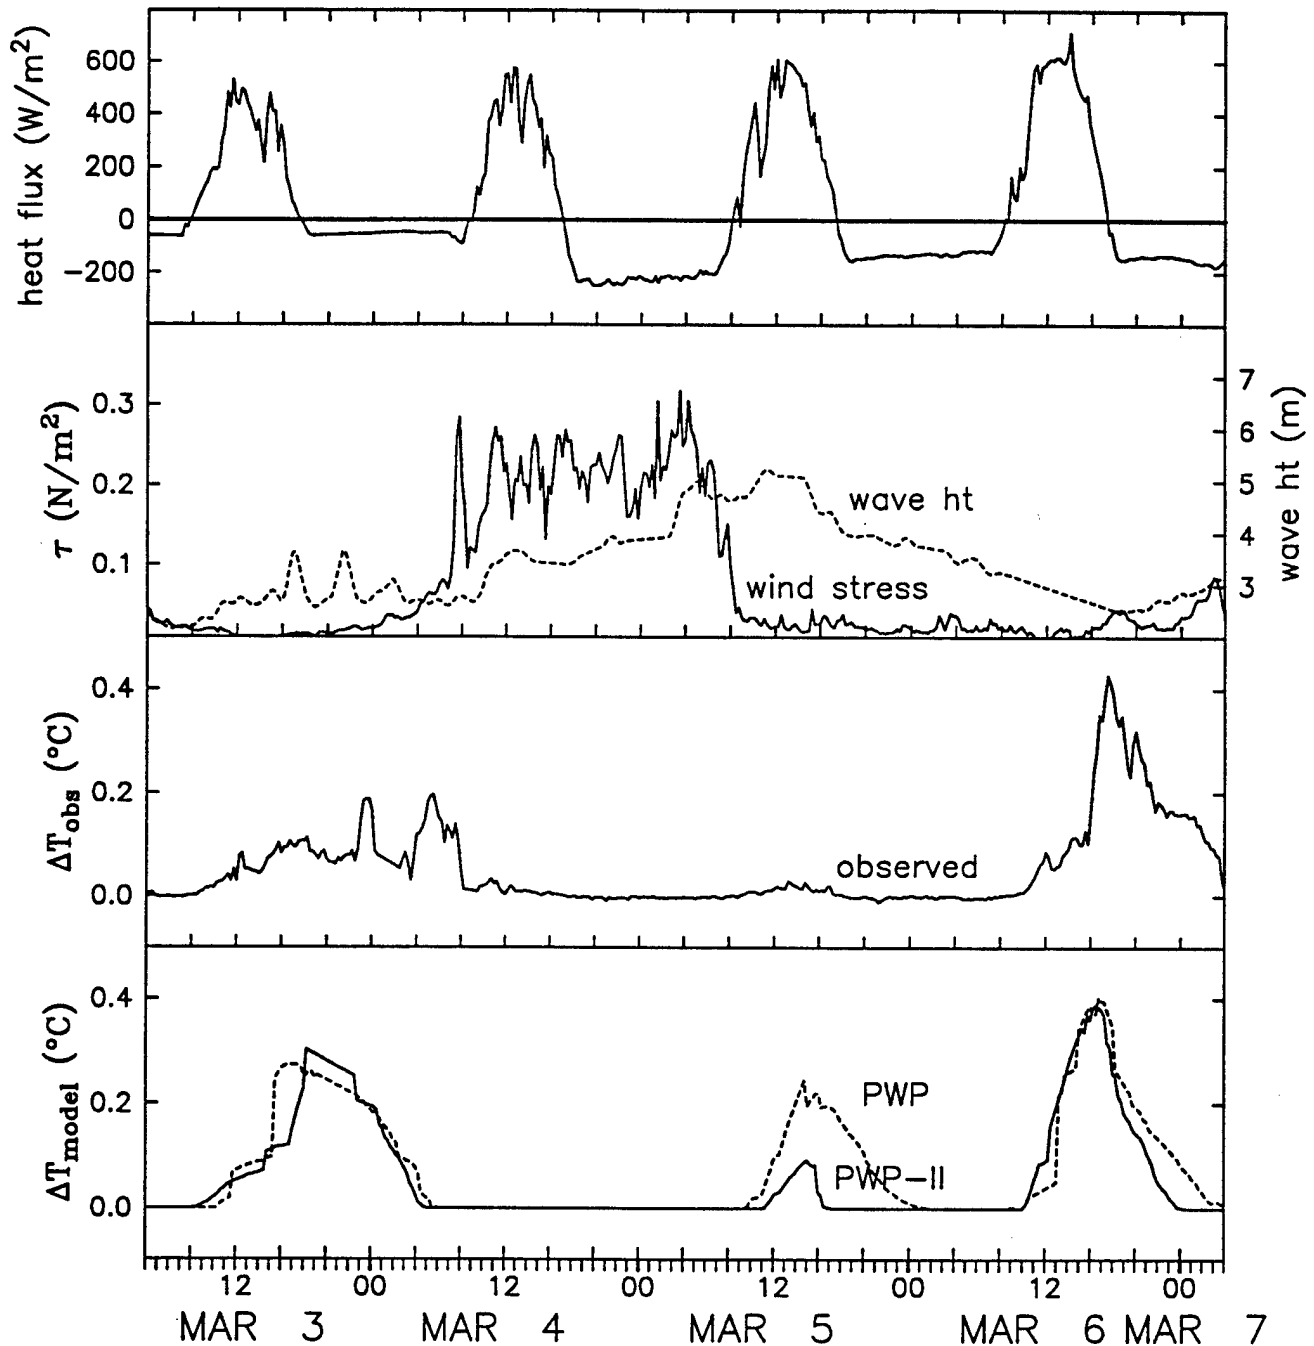 heat flux (W/m²)
600
400
200
0
−200
τ (N/m²)
0.3
0.2
0.1
wave ht
wind stress
7
6
5
4
3
wave ht (m)
ΔTobs (°C)
0.4
0.2
0.0
observed
ΔTmodel (°C)
0.4
0.2
0.0
PWP
PWP−II
12 00 12 00 12 00 12 00
MAR 3 MAR 4 MAR 5 MAR 6 MAR 7